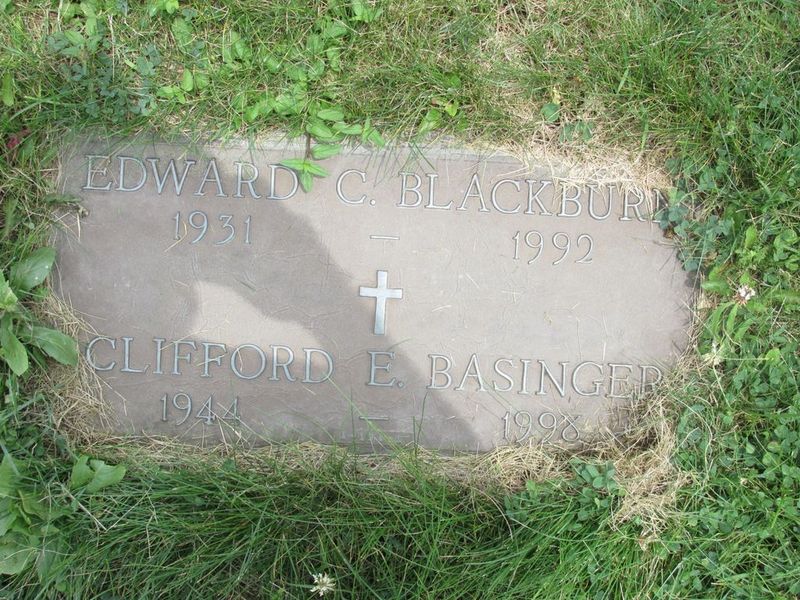 EDWARD C. BLACKBURN
1931 — 1992
CLIFFORD E. BASINGER
1944 — 1998